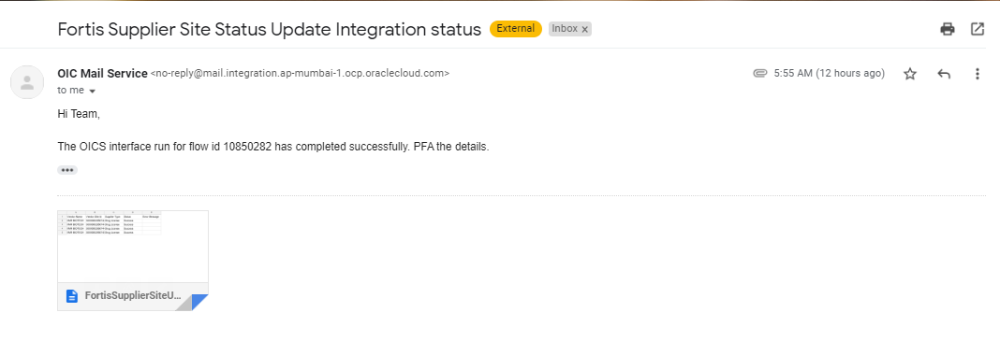 Fortis Supplier Site Status Update Integration status External Inbox x
OIC Mail Service <no-reply@mail.integration.ap-mumbai-1.ocp.oraclecloud.com> 5:55 AM (12 hours ago)
to me
Hi Team,
The OICS interface run for flow id 10850282 has completed successfully. PFA the details.
FortisSupplierSiteU...